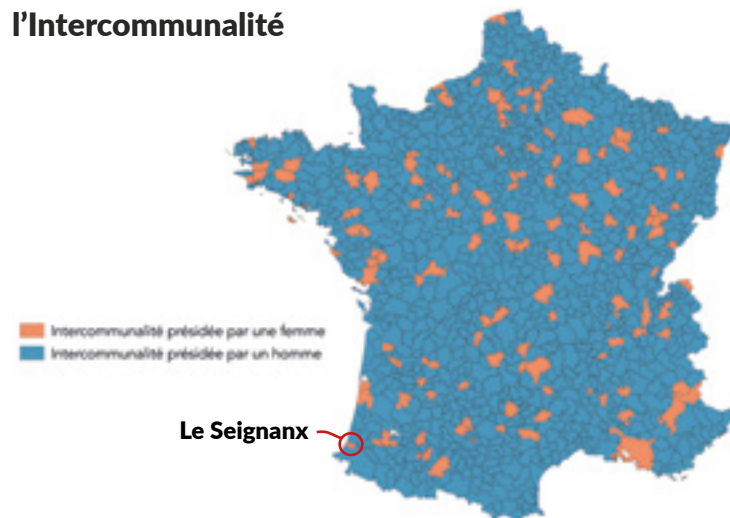 l’Intercommunalité
Intercommunalité présidée par une femme
Intercommunalité présidée par un homme
Le Seignanx